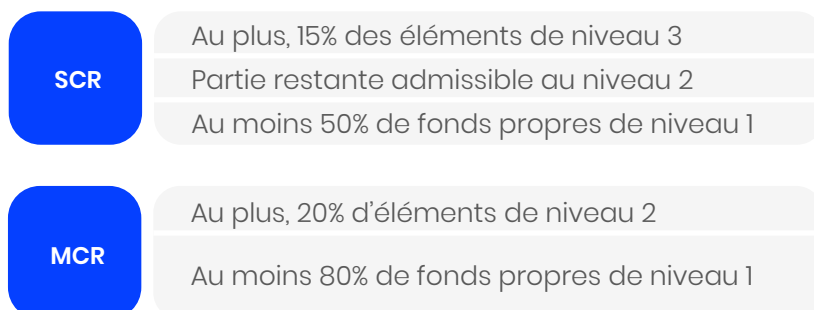 SCR
Au plus, 15% des éléments de niveau 3
Partie restante admissible au niveau 2
Au moins 50% de fonds propres de niveau 1
MCR
Au plus, 20% d’éléments de niveau 2
Au moins 80% de fonds propres de niveau 1